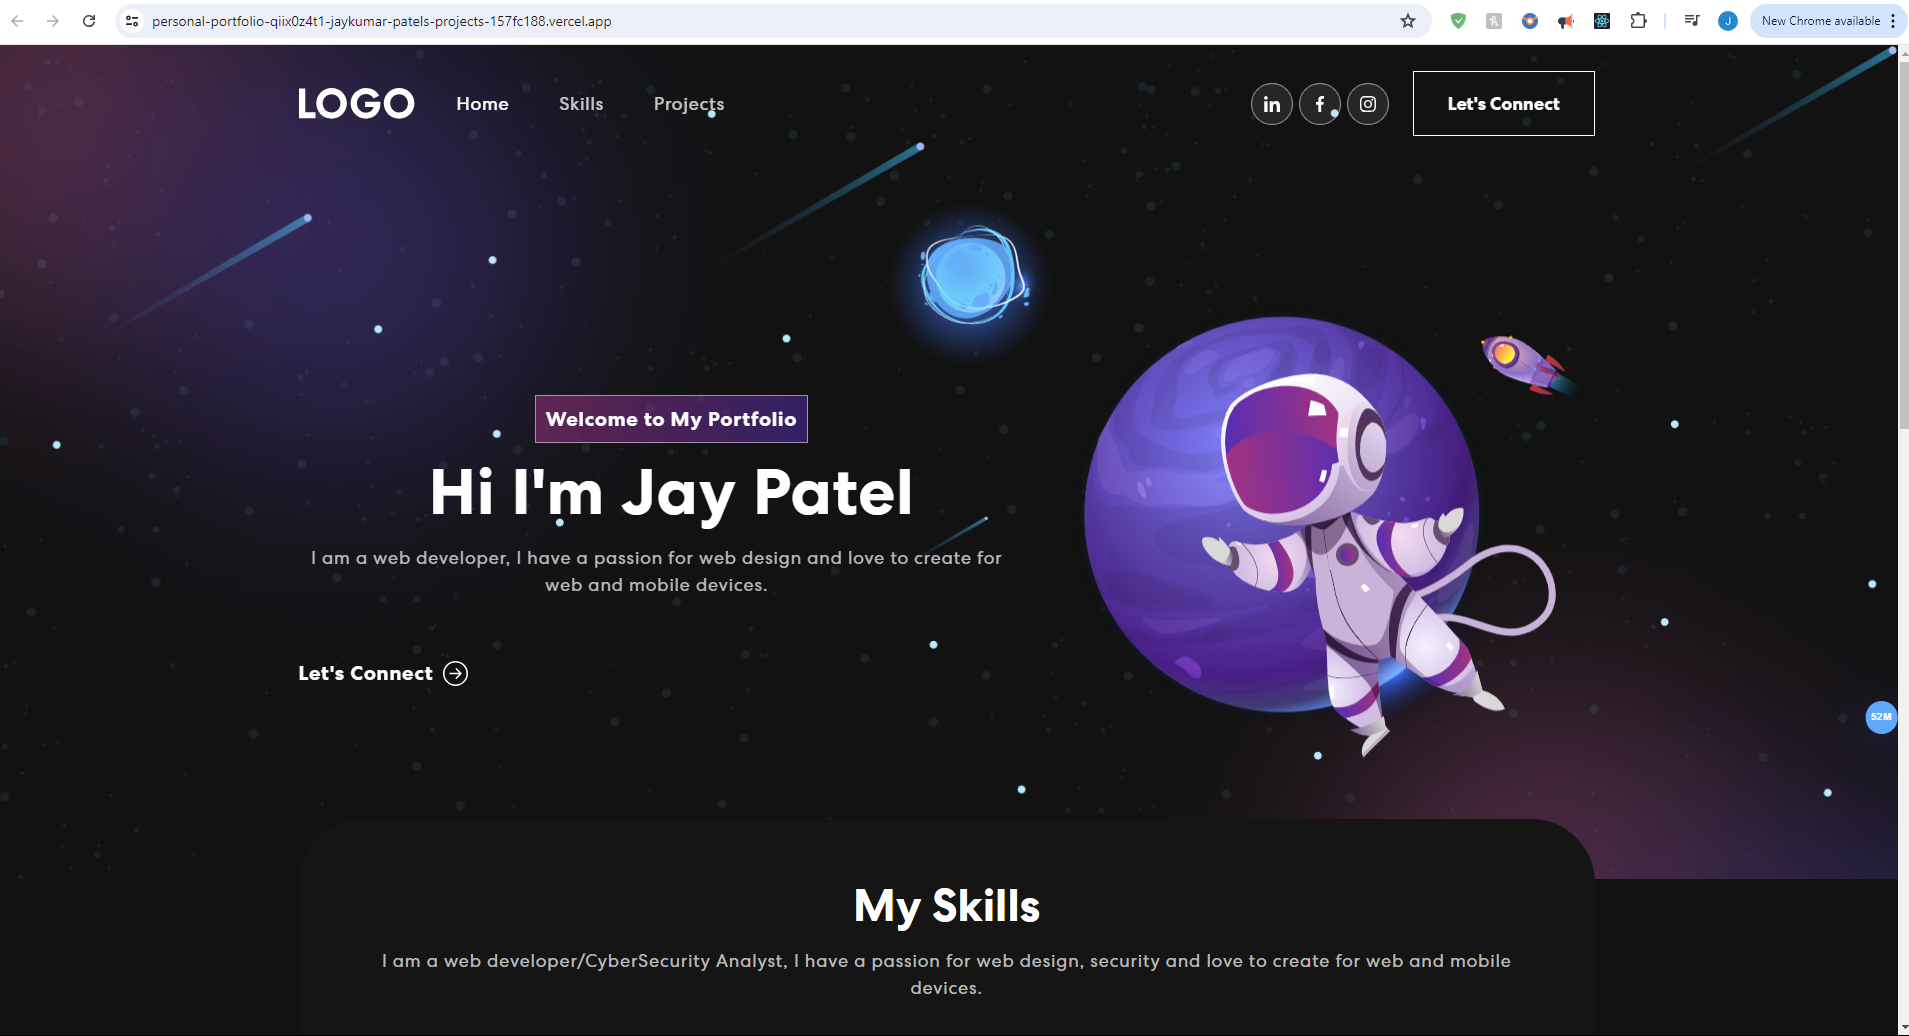 personal-portfolio-qiix0z4t1-jaykumar-patels-projects-157fc188.vercel.app
J
New Chrome available
LOGO
Home
Skills
Projects
in
f
Let's Connect
Welcome to My Portfolio
Hi I'm Jay Patel
I am a web developer, I have a passion for web design and love to create for
web and mobile devices.
Let's Connect
52M
My Skills
I am a web developer/CyberSecurity Analyst, I have a passion for web design, security and love to create for web and mobile
devices.